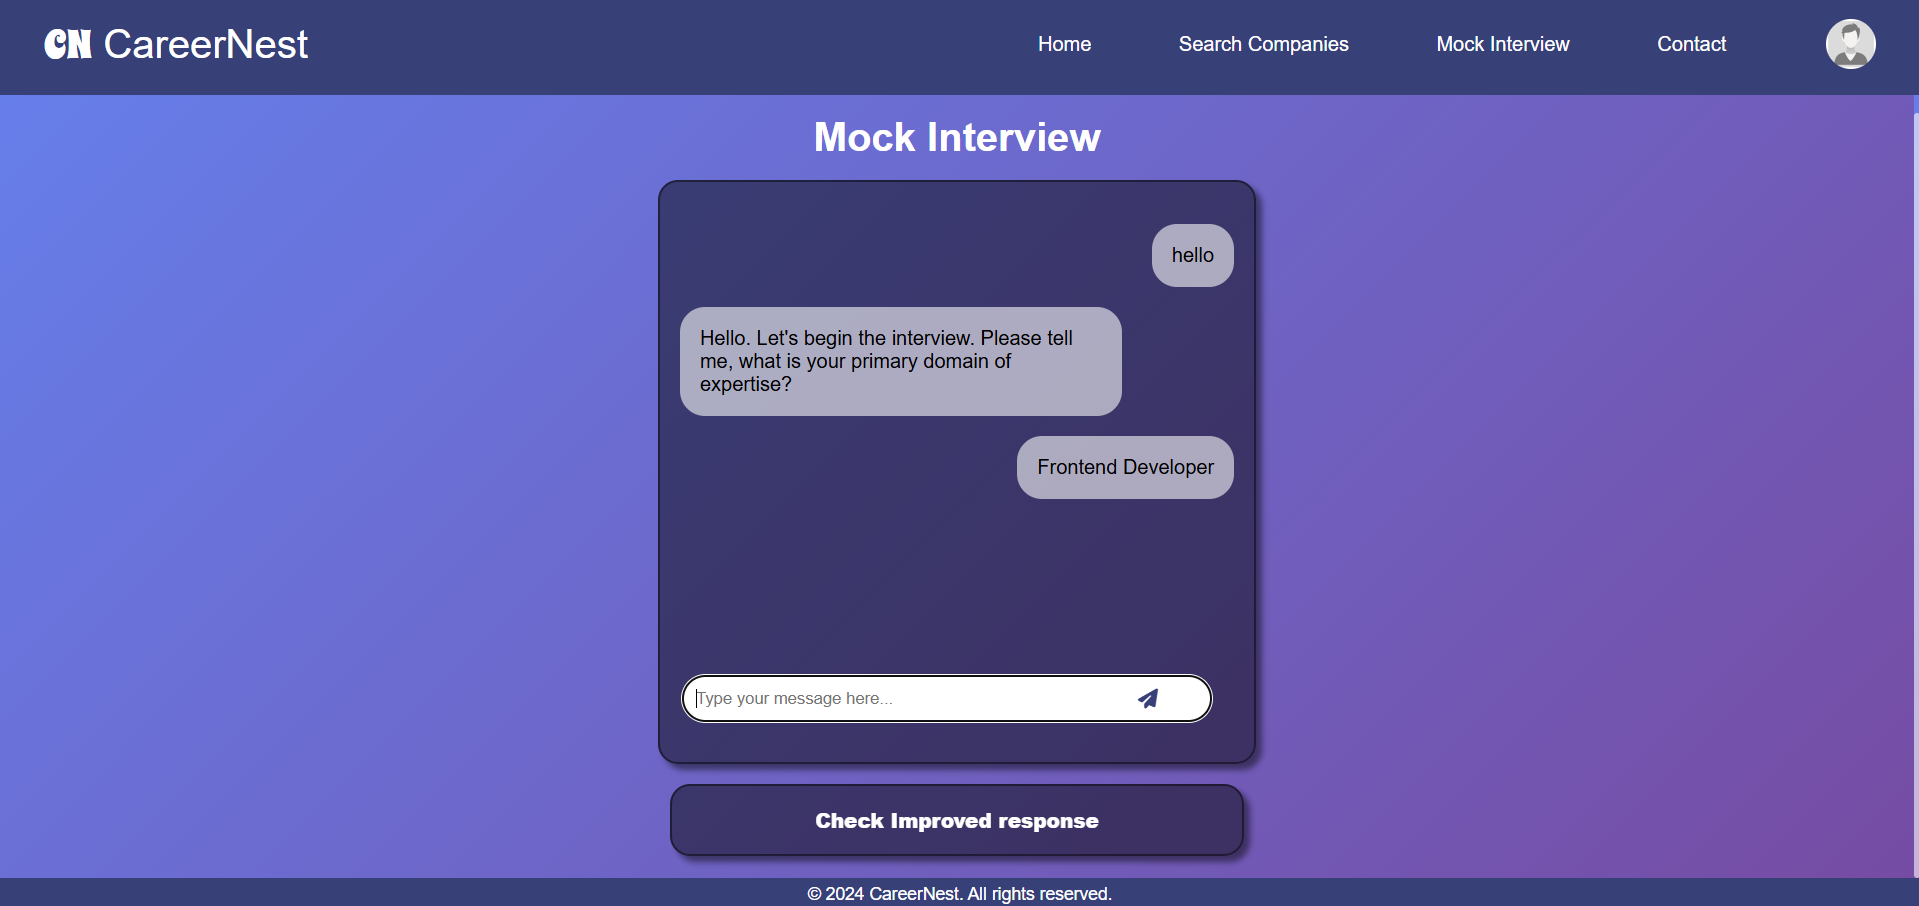 CN CareerNest
Home
Search Companies
Mock Interview
Contact
Mock Interview
hello
Hello. Let's begin the interview. Please tell
me, what is your primary domain of
expertise?
Frontend Developer
Type your message here...
Check Improved response
© 2024 CareerNest. All rights reserved.